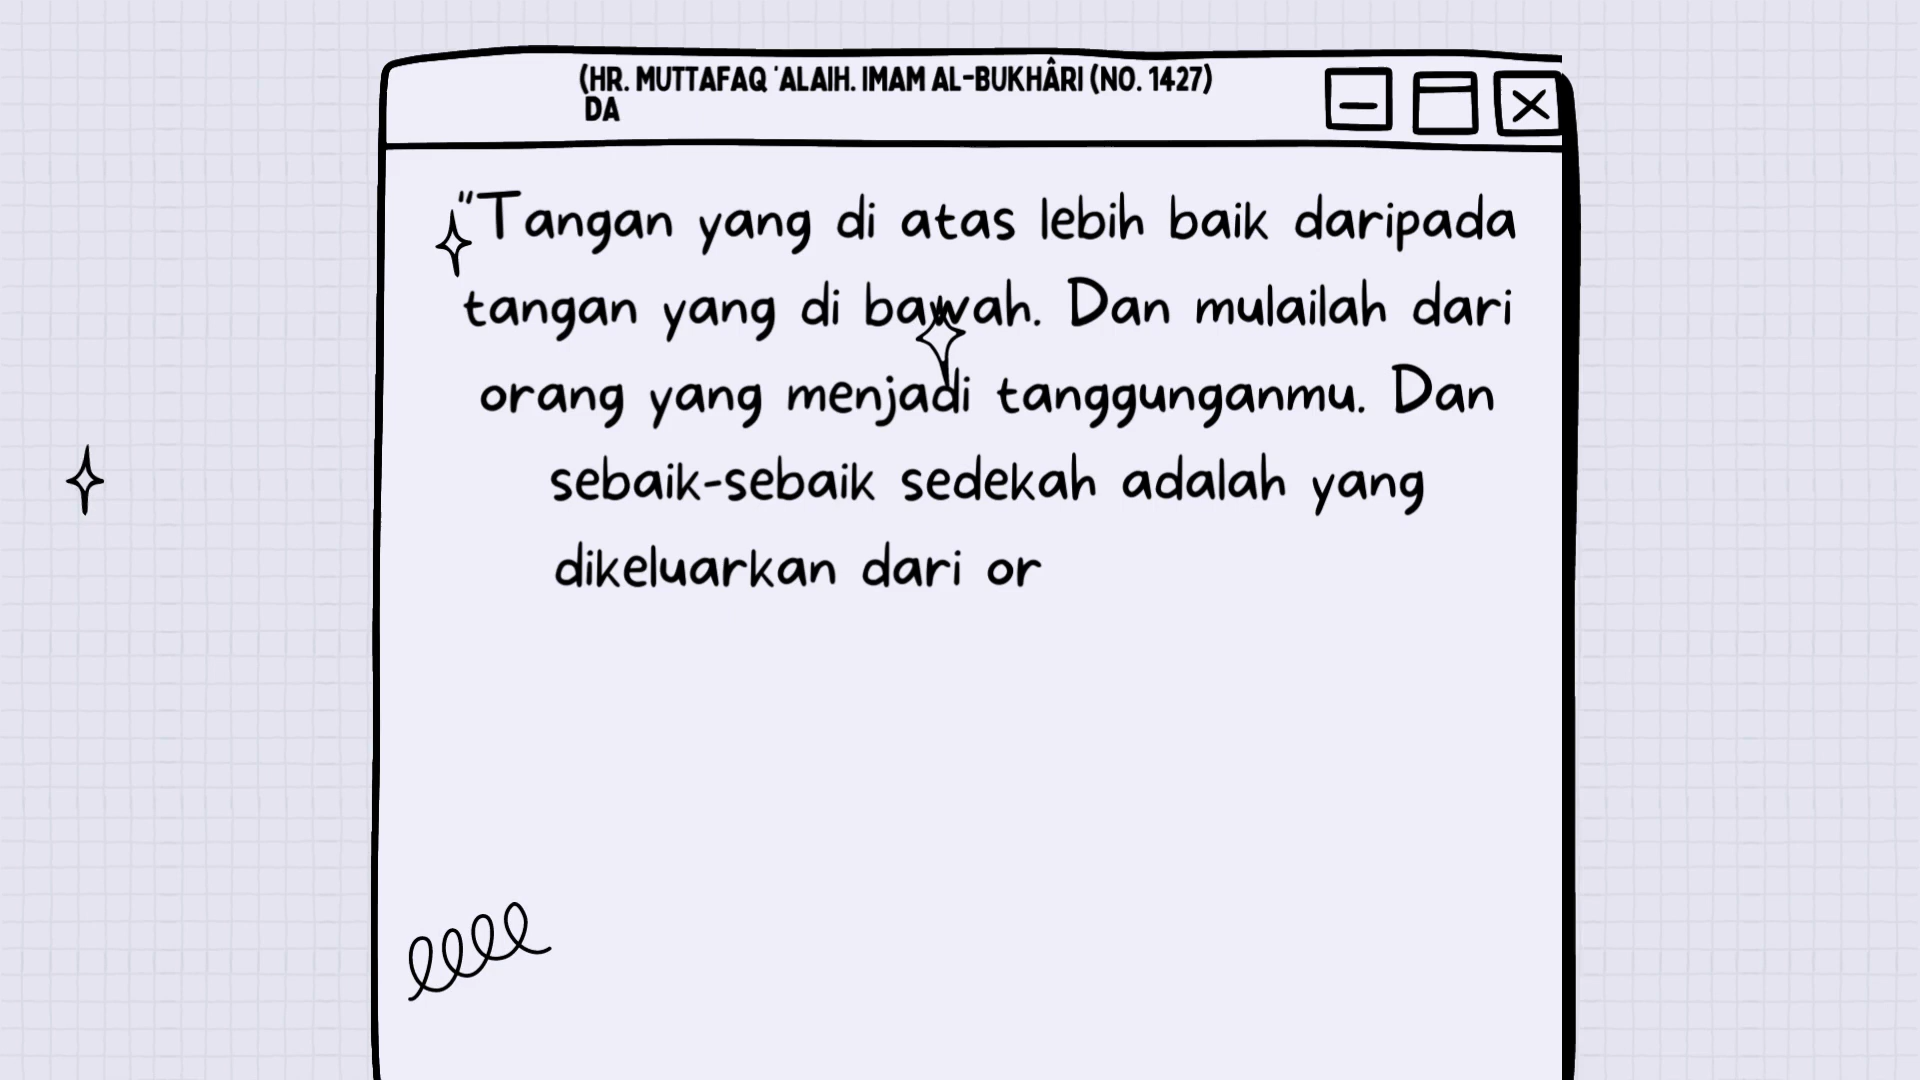 (HR. MUTTAFAQ 'ALAIH. IMAM AL-BUKHÂRI (NO. 1427)
DA
"Tangan yang di atas lebih baik daripada
tangan yang di bawah. Dan mulailah dari
orang yang menjadi tanggunganmu. Dan
sebaik-sebaik sedekah adalah yang
dikeluarkan dari or